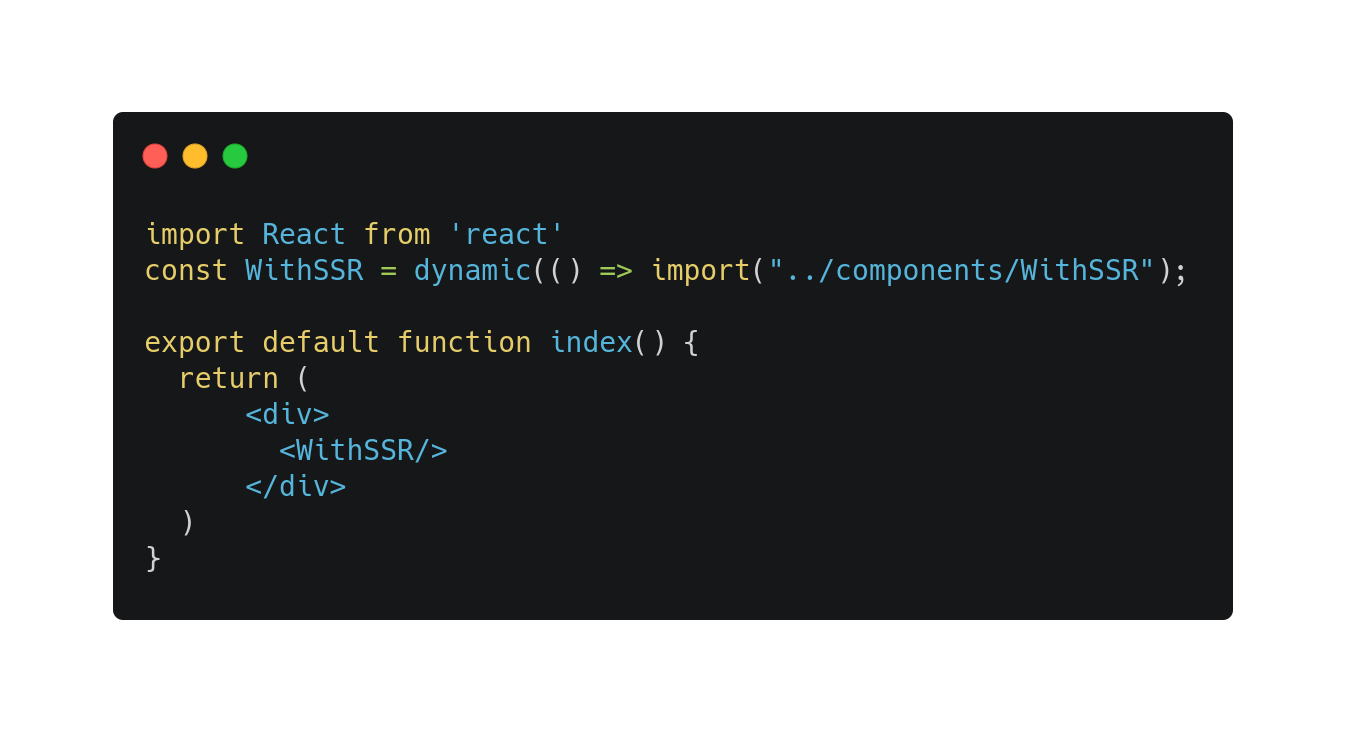 import React from 'react'
const WithSSR = dynamic(() => import("../components/WithSSR");

export default function index() {
  return (
      <div>
        <WithSSR/>
      </div>
  )
}